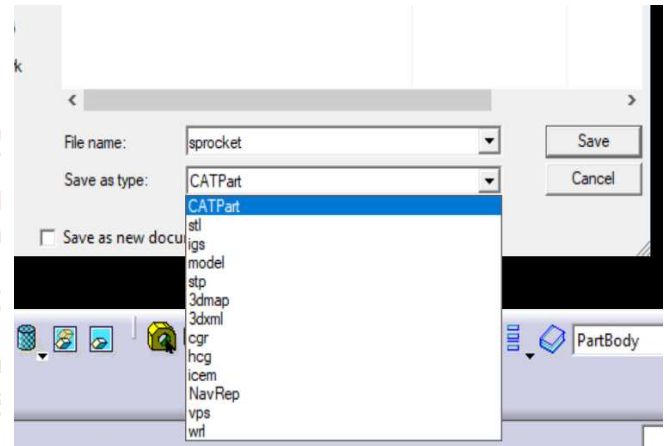 k
File name: sprocket Save
Save as type: CATPart Cancel
CATPart
stl
Save as new docu
igs
model
stp
3dmap
3dxml
cgr
PartBody
hcg
icem
NavRep
vps
wrl